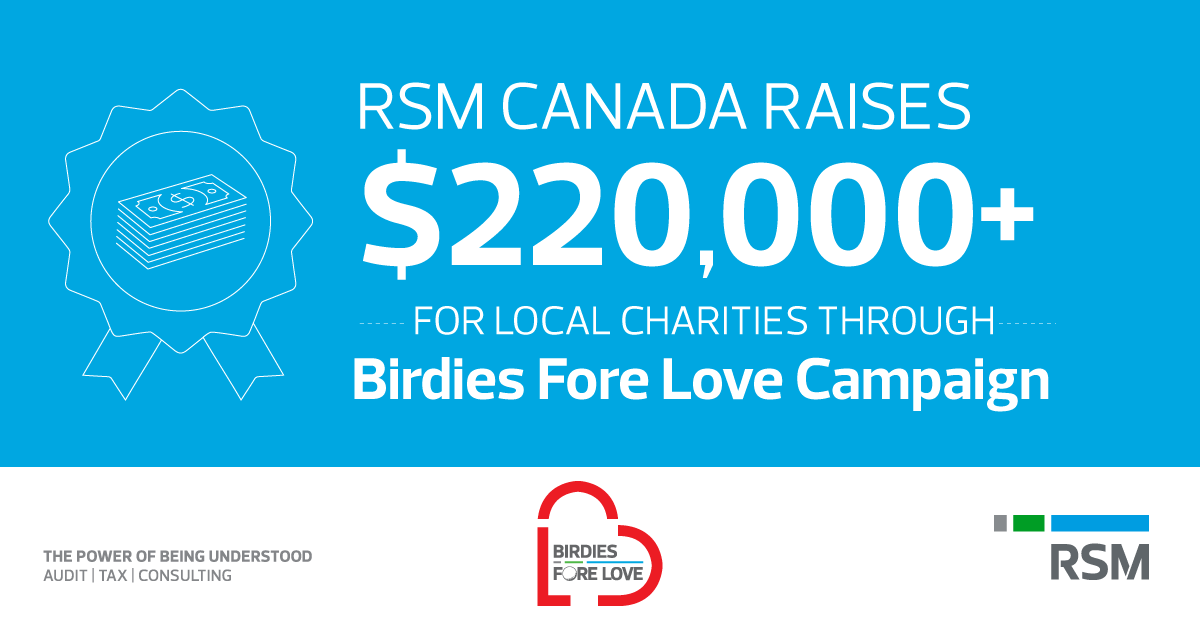 RSM CANADA RAISES
$220,000+
FOR LOCAL CHARITIES THROUGH
Birdies Fore Love Campaign
THE POWER OF BEING UNDERSTOOD
AUDIT | TAX | CONSULTING
BIRDIES
FORE LOVE
RSM